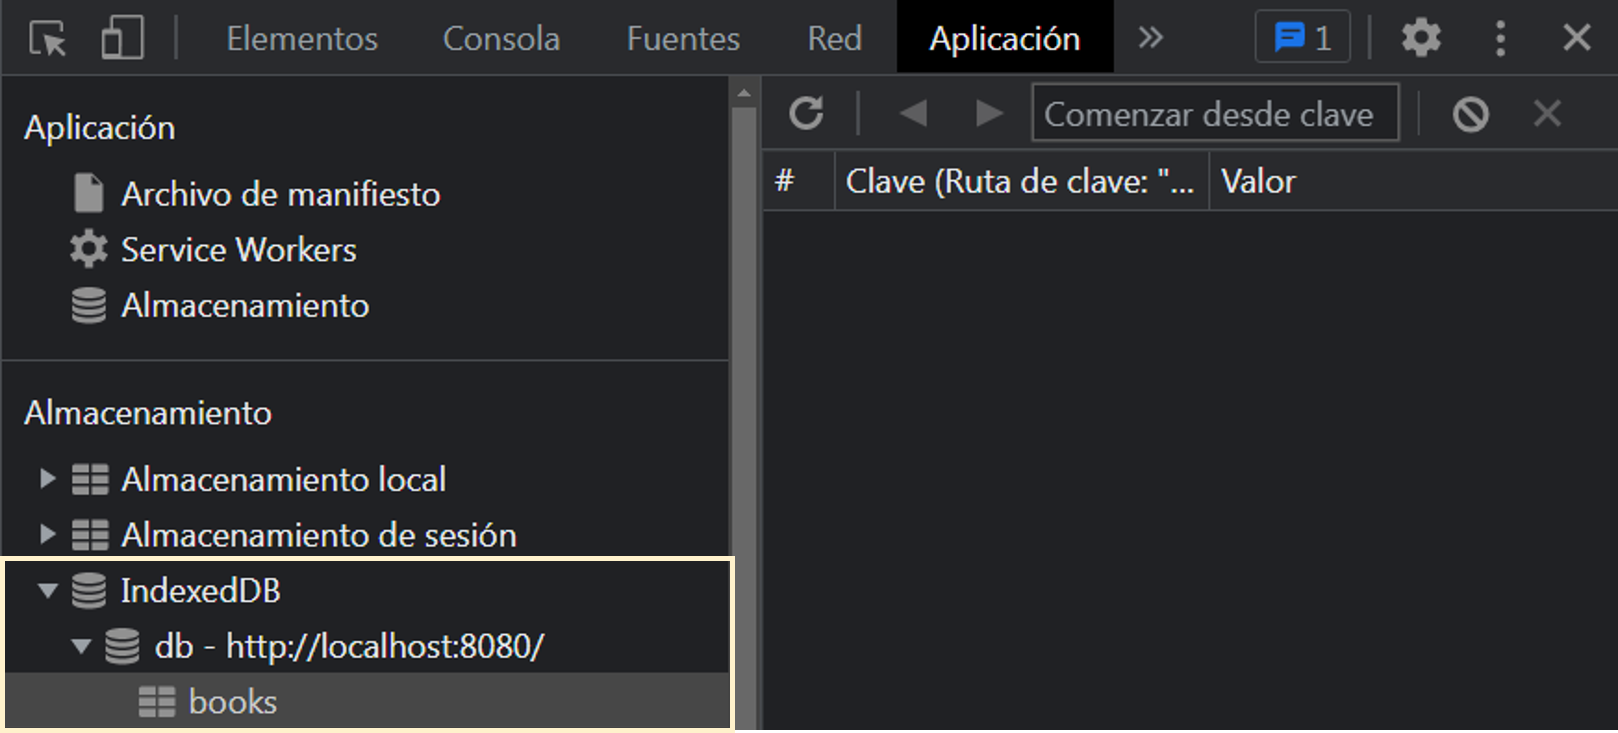 Elementos Consola Fuentes Red Aplicación » 1
Aplicación
Archivo de manifiesto
Service Workers
Almacenamiento
Almacenamiento
Almacenamiento local
Almacenamiento de sesión
IndexedDB
db - http://localhost:8080/
books
Comenzar desde clave
# Clave (Ruta de clave: "... Valor